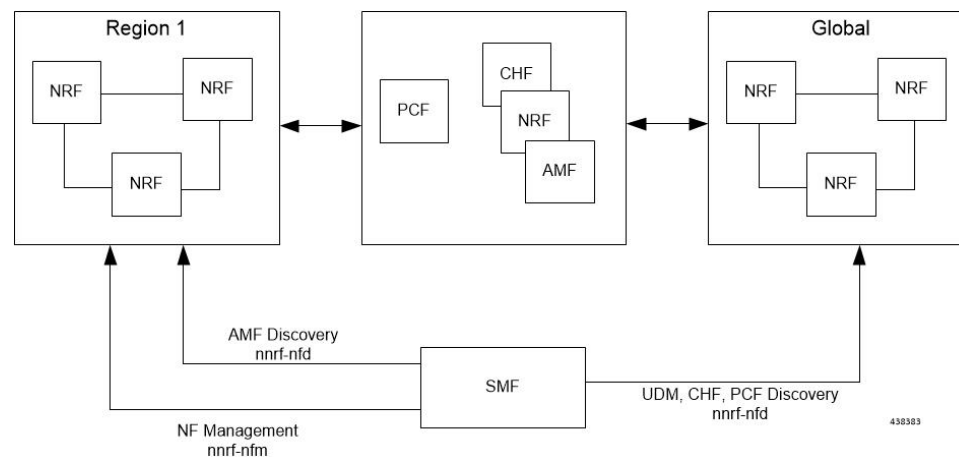 Region 1
NRF
NRF
NRF
PCF
CHF
NRF
AMF
Global
NRF
NRF
NRF
AMF Discovery
nnrf-nfd
SMF
UDM, CHF, PCF Discovery
nnrf-nfd
NF Management
nnrf-nfm
438383